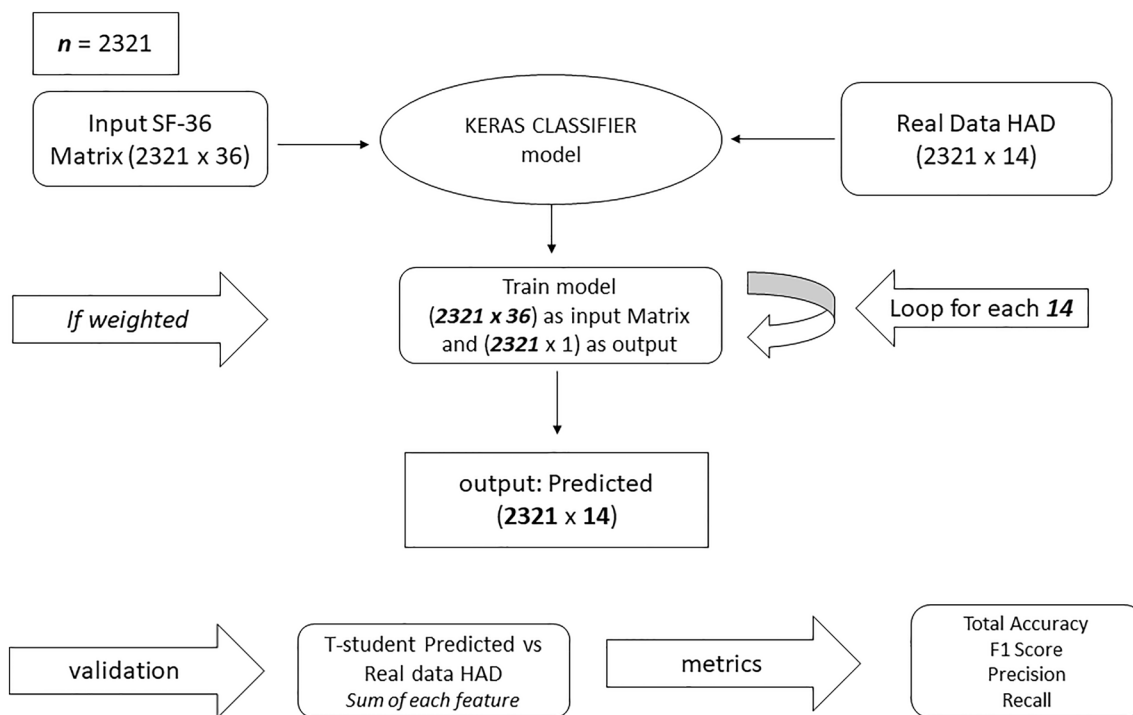 n = 2321
Input SF-36
Matrix (2321 x 36)
KERAS CLASSIFIER
model
Real Data HAD
(2321 x 14)
If weighted
Train model
(2321 x 36) as input Matrix
and (2321 x 1) as output
Loop for each 14
output: Predicted
(2321 x 14)
validation
T-student Predicted vs
Real data HAD
Sum of each feature
metrics
Total Accuracy
F1 Score
Precision
Recall